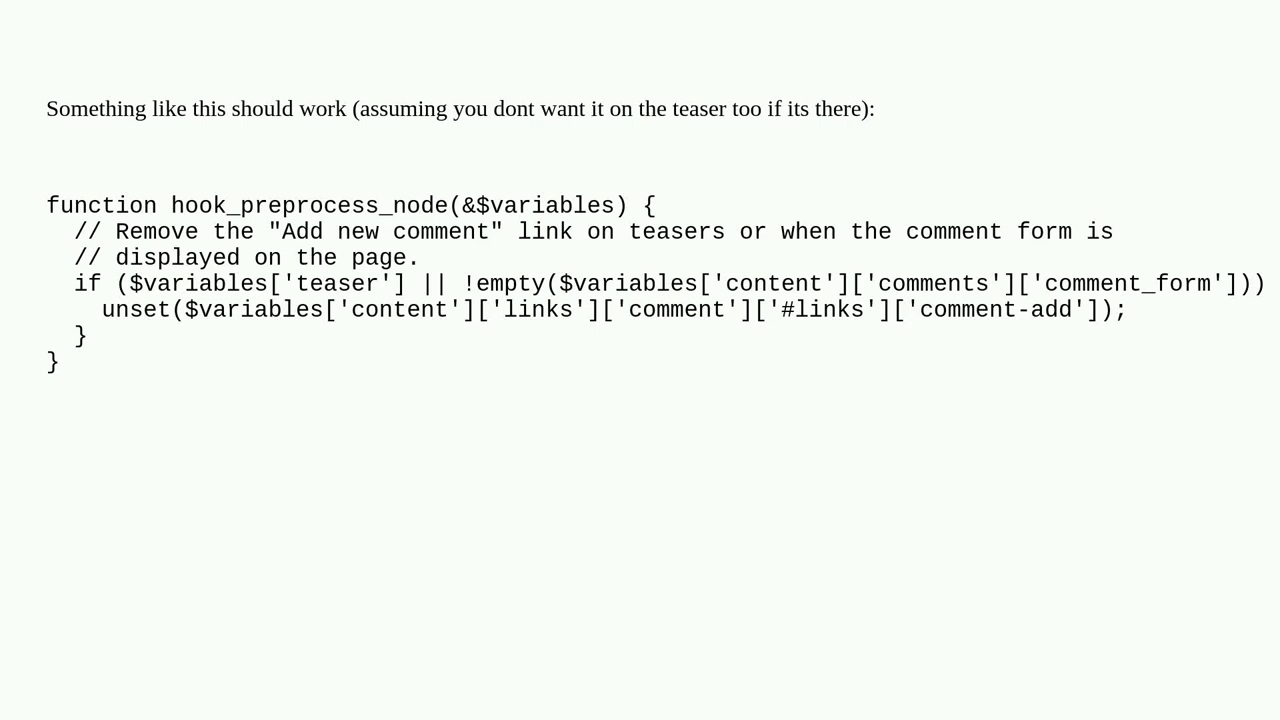 Something like this should work (assuming you dont want it on the teaser too if its there):
function hook_preprocess_node(&$variables) {
  // Remove the "Add new comment" link on teasers or when the comment form is
  // displayed on the page.
  if ($variables['teaser'] || !empty($variables['content']['comments']['comment_form']))
    unset($variables['content']['links']['comment']['#links']['comment-add']);
  }
}